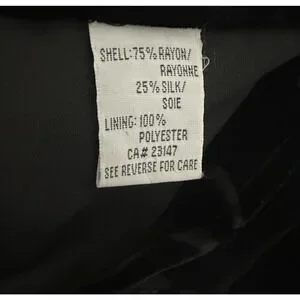 SHELL: 75% RAYON/
RAYONNE
25% SILK/
SOIE
LINING: 100%
POLYESTER
CA# 23147
SEE REVERSE FOR CARE